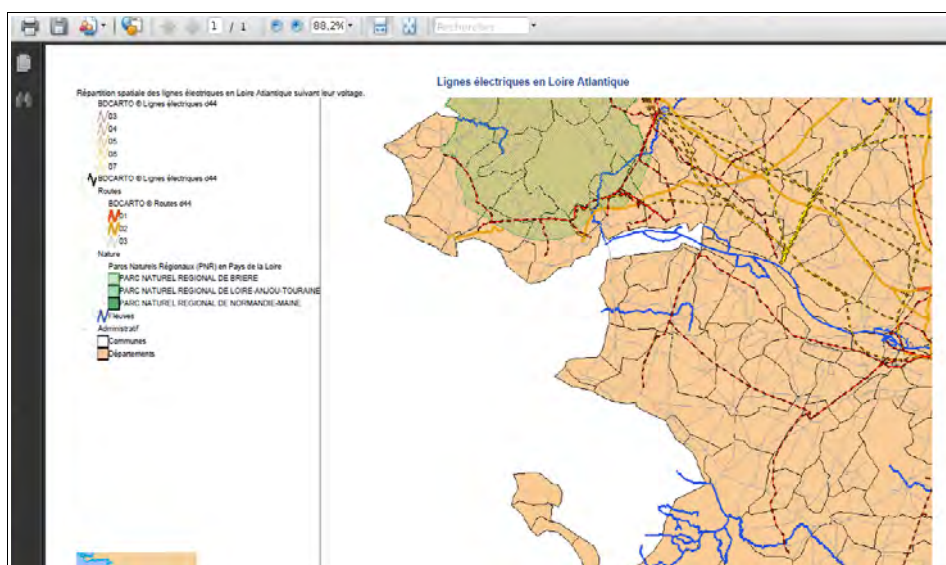 1 / 1 88,2% Recherches
Lignes électriques en Loire Atlantique
Répartition spatiale des lignes électriques en Loire Atlantique suivant leur voltage.
BDCARTO ® Lignes électriques d44
03
04
05
06
07
BDCARTO ® Lignes électriques d44
Routes
BDCARTO ® Routes d44
01
02
03
Nature
Parcs Naturels Régionaux (PNR) en Pays de la Loire
PARC NATUREL REGIONAL DE BRIERE
PARC NATUREL REGIONAL DE LOIRE-ANJOU-TOURAINE
PARC NATUREL REGIONAL DE NORMANDIE-MAINE
Fleuves
Administratif
Communes
Départements